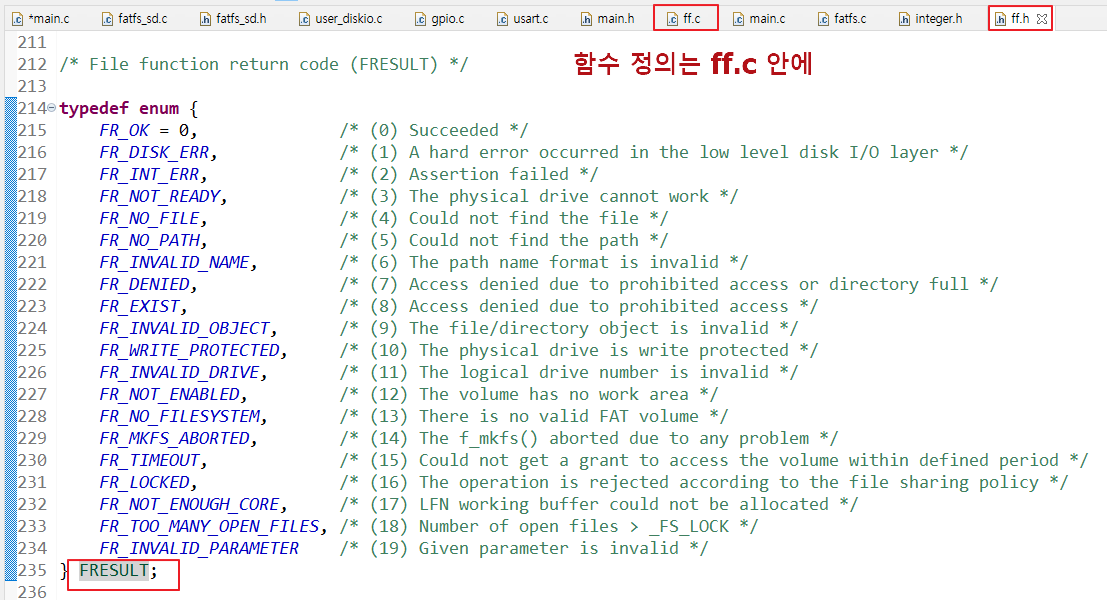 *main.c fatfs_sd.c fatfs_sd.h user_diskio.c gpio.c usart.c main.h ff.c main.c fatfs.c integer.h ff.h
211
212 /* File function return code (FRESULT) */
함수 정의는 ff.c 안에
213
214 typedef enum {
215 FR_OK = 0, /* (0) Succeeded */
216 FR_DISK_ERR, /* (1) A hard error occurred in the low level disk I/O layer */
217 FR_INT_ERR, /* (2) Assertion failed */
218 FR_NOT_READY, /* (3) The physical drive cannot work */
219 FR_NO_FILE, /* (4) Could not find the file */
220 FR_NO_PATH, /* (5) Could not find the path */
221 FR_INVALID_NAME, /* (6) The path name format is invalid */
222 FR_DENIED, /* (7) Access denied due to prohibited access or directory full */
223 FR_EXIST, /* (8) Access denied due to prohibited access */
224 FR_INVALID_OBJECT, /* (9) The file/directory object is invalid */
225 FR_WRITE_PROTECTED, /* (10) The physical drive is write protected */
226 FR_INVALID_DRIVE, /* (11) The logical drive number is invalid */
227 FR_NOT_ENABLED, /* (12) The volume has no work area */
228 FR_NO_FILESYSTEM, /* (13) There is no valid FAT volume */
229 FR_MKFS_ABORTED, /* (14) The f_mkfs() aborted due to any problem */
230 FR_TIMEOUT, /* (15) Could not get a grant to access the volume within defined period */
231 FR_LOCKED, /* (16) The operation is rejected according to the file sharing policy */
232 FR_NOT_ENOUGH_CORE, /* (17) LFN working buffer could not be allocated */
233 FR_TOO_MANY_OPEN_FILES, /* (18) Number of open files > _FS_LOCK */
234 FR_INVALID_PARAMETER /* (19) Given parameter is invalid */
235 } FRESULT;
236